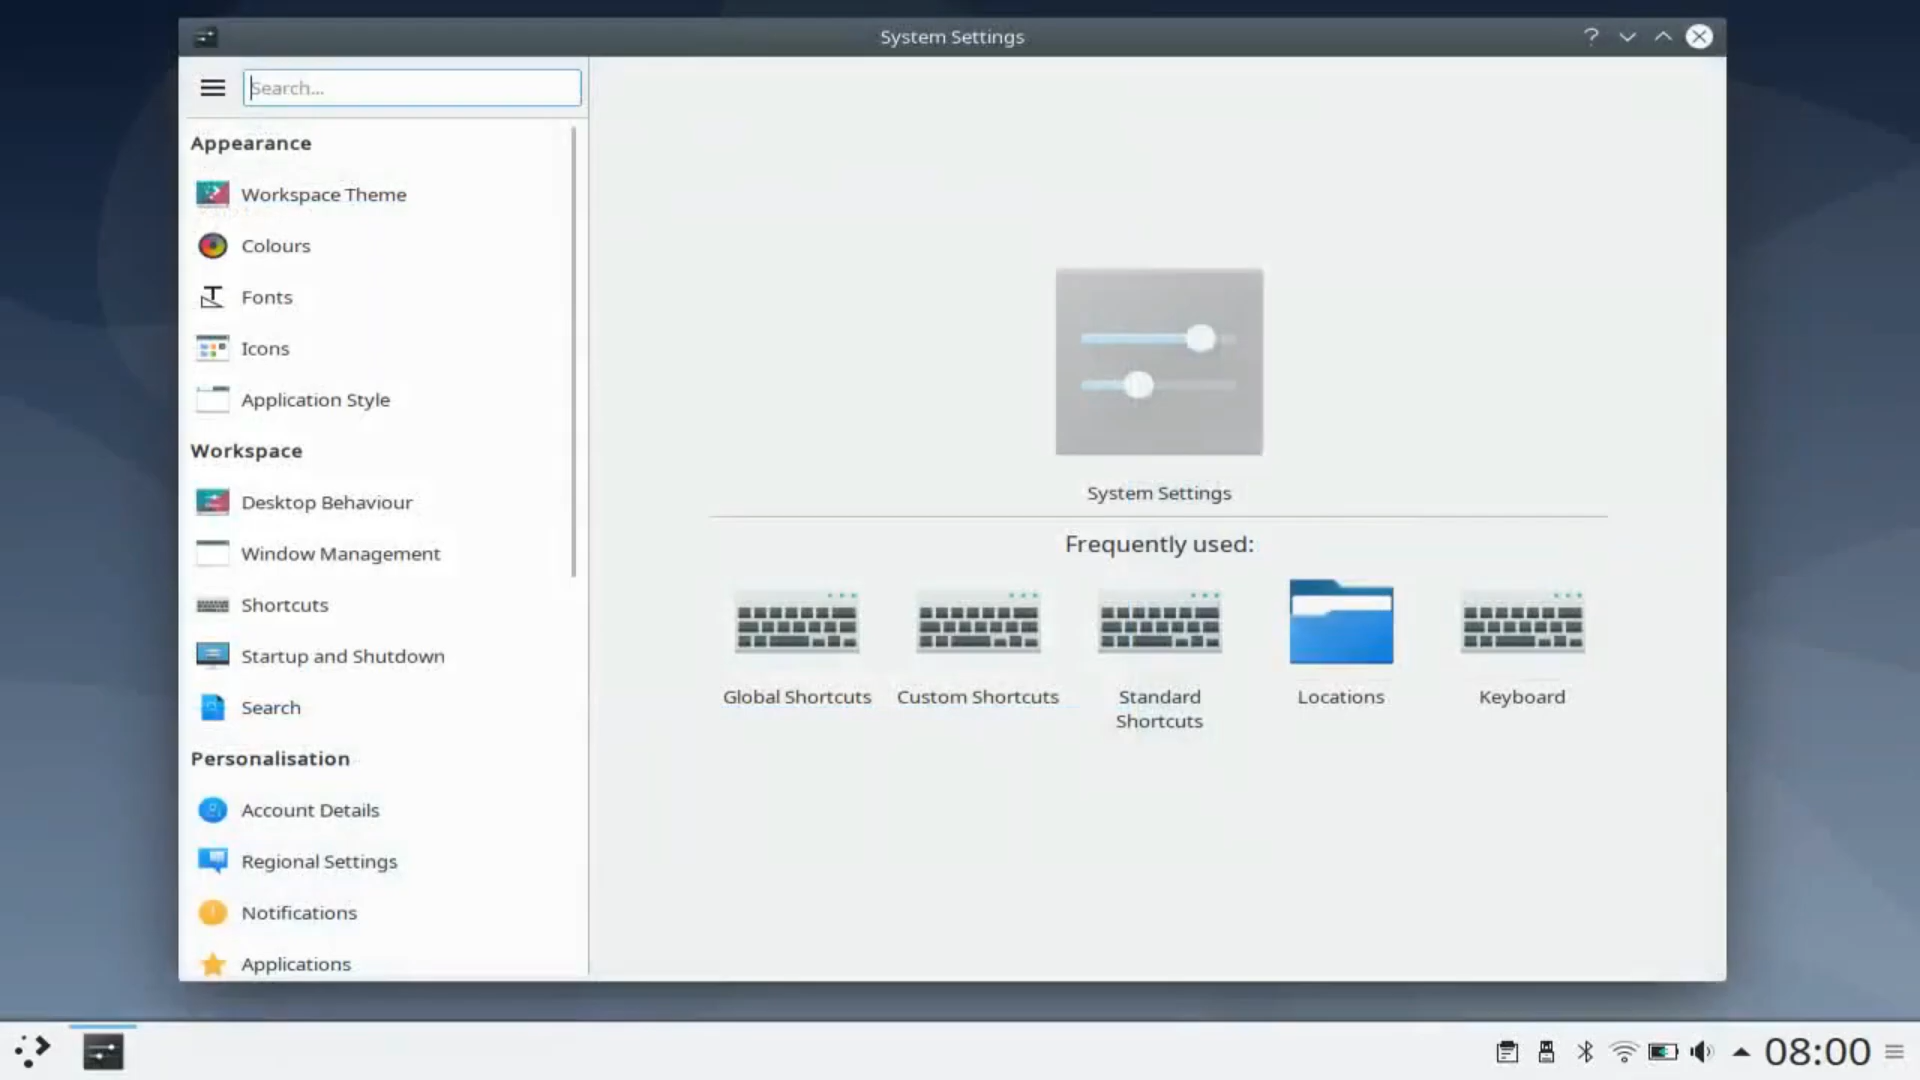 System Settings
Search...
Appearance
Workspace Theme
Colours
Fonts
Icons
Application Style
Workspace
Desktop Behaviour
Window Management
Shortcuts
Startup and Shutdown
Search
Personalisation
Account Details
Regional Settings
Notifications
Applications
System Settings
Frequently used:
Global Shortcuts
Custom Shortcuts
Standard
Shortcuts
Locations
Keyboard
08:00